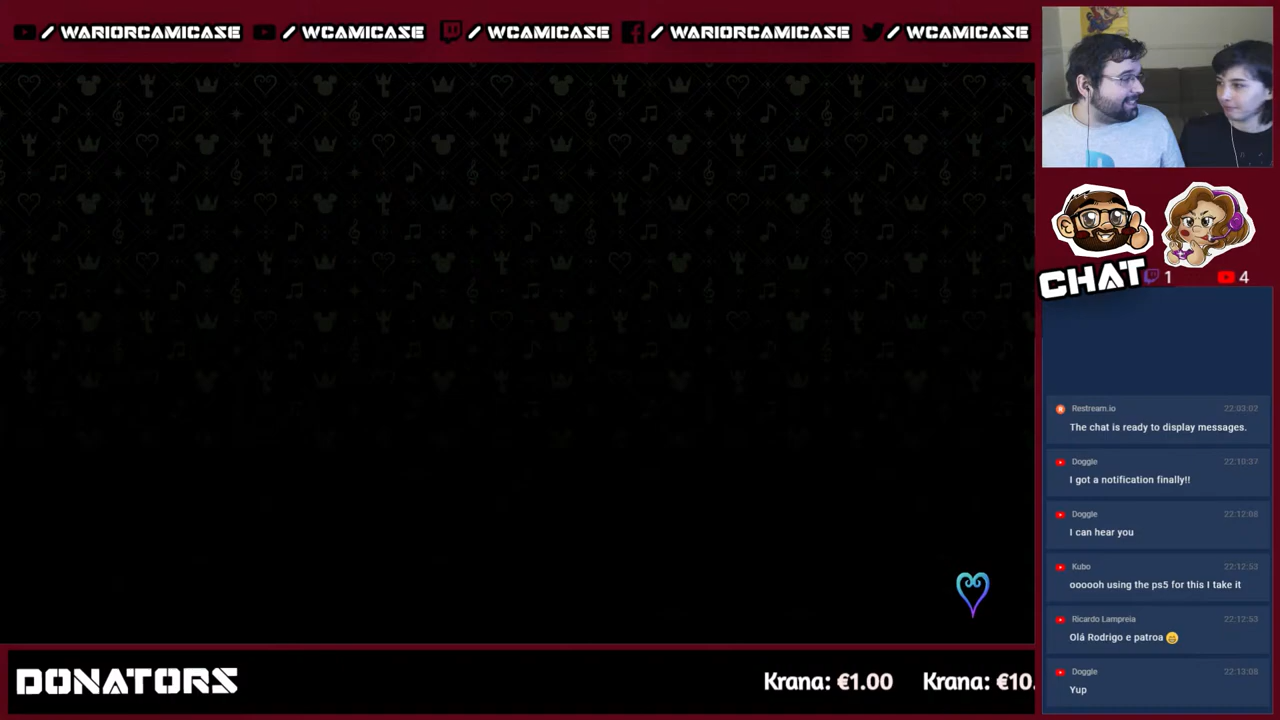 / WARIORCAMICASE / WCAMICASE / WCAMICASE / WARIORCAMICASE / WCAMICASE
CHAT 1 4
Restream.io 22:03:02
The chat is ready to display messages.
Doggle 22:10:37
I got a notification finally!!
Doggle 22:12:08
I can hear you
Kubo 22:12:53
oooooh using the ps5 for this I take it
Ricardo Lampreia 22:12:53
Olá Rodrigo e patroa 😄
Doggle 22:13:08
Yup
DONATORS Krana: €1.00 Krana: €10.